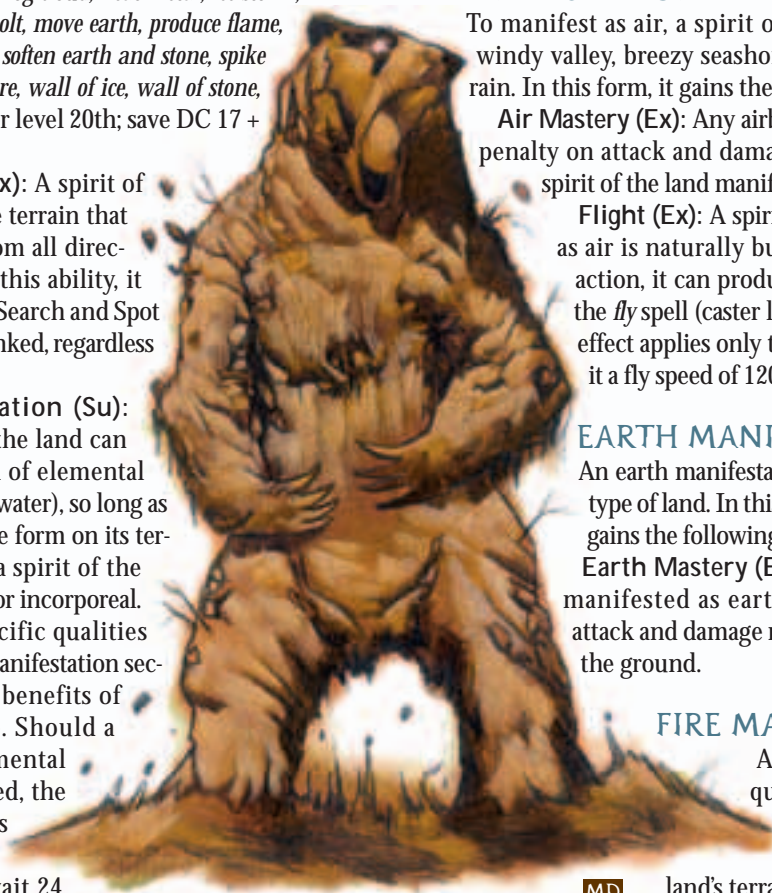 olt, move earth, produce flame,
soften earth and stone, spike
re, wall of ice, wall of stone,
r level 20th; save DC 17 +
x): A spirit of
e terrain that
om all direc-
this ability, it
Search and Spot
nked, regardless
ation (Su):
the land can
of elemental
water), so long as
e form on its ter-
a spirit of the
or incorporeal.
cific qualities
anifestation sec-
benefits of
. Should a
mental
ed, the
s
ait 24
To manifest as air, a spirit o
windy valley, breezy seasho
rain. In this form, it gains the
Air Mastery (Ex): Any airb
penalty on attack and dama
spirit of the land manif
Flight (Ex): A spiri
as air is naturally bu
action, it can produ
the fly spell (caster l
effect applies only t
it a fly speed of 120
EARTH MANI
An earth manifesta
type of land. In thi
gains the following
Earth Mastery (E
manifested as eart
attack and damage r
the ground.
FIRE MA
A
qu
MD
land's terra